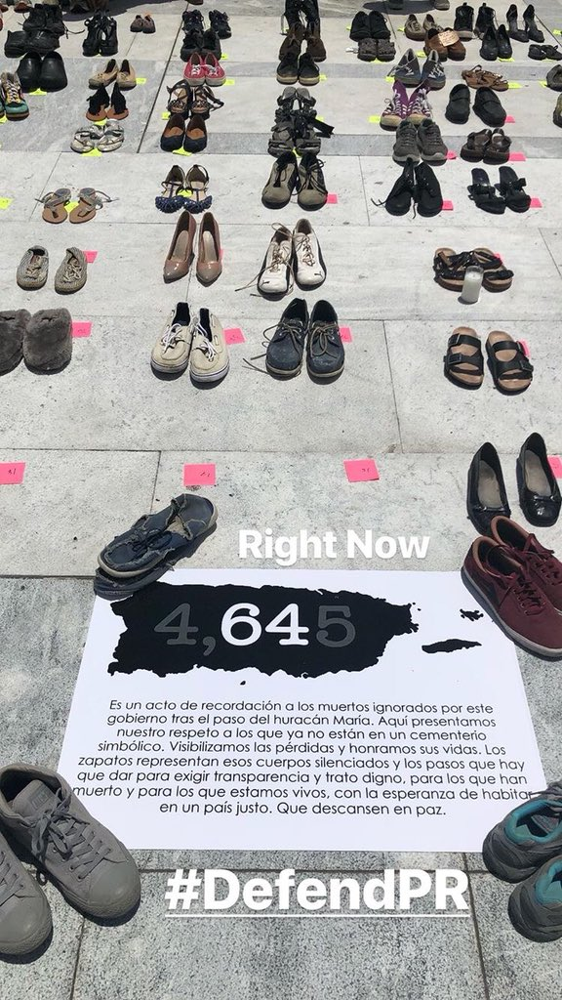 Right Now
4,645
Es un acto de recordación a los muertos ignorados por este
gobierno tras el paso del huracán María. Aquí presentamos
nuestro respeto a los que ya no están en un cementerio
simbólico. Visibilizamos las pérdidas y honramos sus vidas. Los
zapatos representan esos cuerpos silenciados y los pasos que hay
que dar para exigir transparencia y trato digno, para los que han
muerto y para los que estamos vivos, con la esperanza de habitar
en un país justo. Que descansen en paz.
#DefendPR